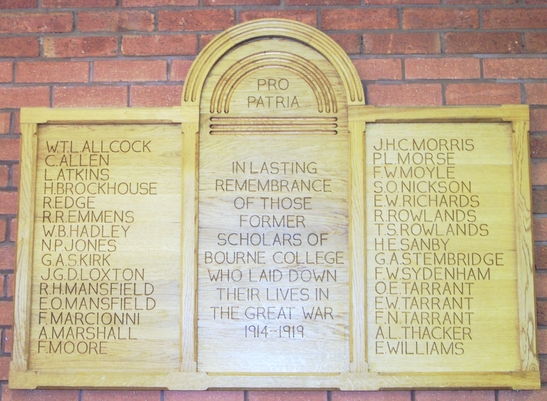 W.T.L.ALLCOCK
C.ALLEN
L.ATKINS
H.BROCKHOUSE
R.EDGE
R.R.EMMENS
W.B.HADLEY
N.P.JONES
G.A.S.KIRK
J.G.D.LOXTON
R.H.MANSFIELD
E.O.MANSFIELD
F.MARCIONNI
A.MARSHALL
F.MOORE
PRO
PATRIA
IN LASTING
REMEMBRANCE
OF THOSE
FORMER
SCHOLARS OF
BOURNE COLLEGE
WHO LAID DOWN
THEIR LIVES IN
THE GREAT WAR
1914-1919
J.H.C.MORRIS
P.L.MORSE
F.W.MOYLE
S.O.NICKSON
E.W.RICHARDS
R.ROWLANDS
T.S.ROWLANDS
H.E.SANBY
G.A.STEMBRIDGE
F.W.SYDENHAM
O.E.TARRANT
E.W.TARRANT
F.N.TARRANT
A.L.THACKER
E.WILLIAMS